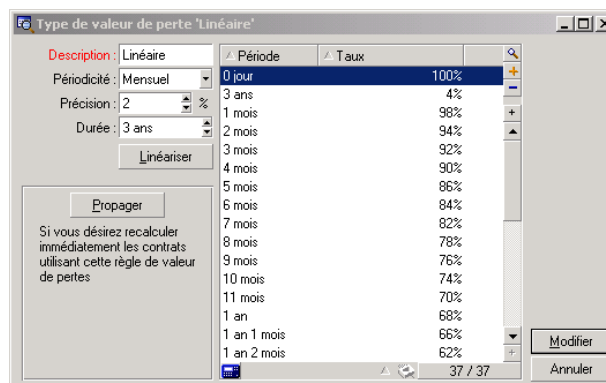 Type de valeur de perte 'Linéaire'
Description : Linéaire
Périodicité : Mensuel
Précision : 2 %
Durée : 3 ans
Linéariser
Propager
Si vous désirez recalculer
immédiatement les contrats
utilisant cette règle de valeur
de pertes
Période Taux
0 jour 100%
3 ans 4%
1 mois 98%
2 mois 94%
3 mois 92%
4 mois 90%
5 mois 86%
6 mois 84%
7 mois 82%
8 mois 78%
9 mois 76%
10 mois 74%
11 mois 70%
1 an 68%
1 an 1 mois 66%
1 an 2 mois 62%
37 / 37
Modifier
Annuler